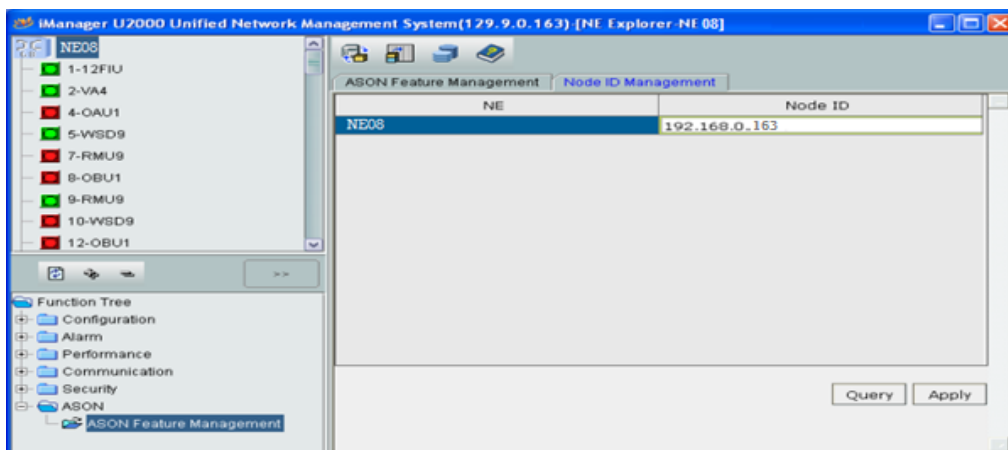 iManager U2000 Unified Network Management System(129.9.0.163)-[NE Explorer-NE 08]
NE08
1-12FIU
2-VA4
4-OAU1
5-WSD9
7-RMU9
8-OBU1
9-RMU9
10-WSD9
12-OBU1
>>
Function Tree
Configuration
Alarm
Performance
Communication
Security
ASON
ASON Feature Management
ASON Feature Management Node ID Management
NE Node ID
NE08 192.168.0.163
Query Apply